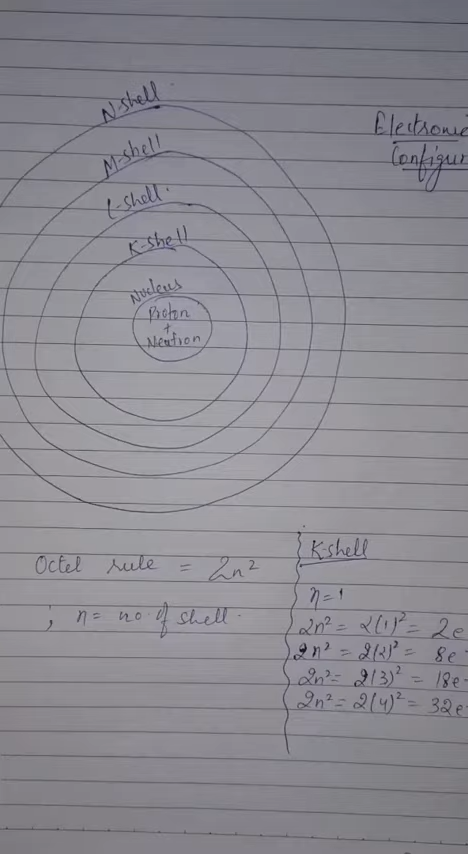 N-shell
M-shell
L-shell
K-shell
Nucleus
Proton
+
Neutron
Electronic
Configur
Octel rule = 2n²
; n = no. of shell.
K-shell
n=1
2n² = 2(1)² = 2e
2n² = 2(2)² = 8e-
2n² = 2(3)² = 18e-
2n² = 2(4)² = 32e